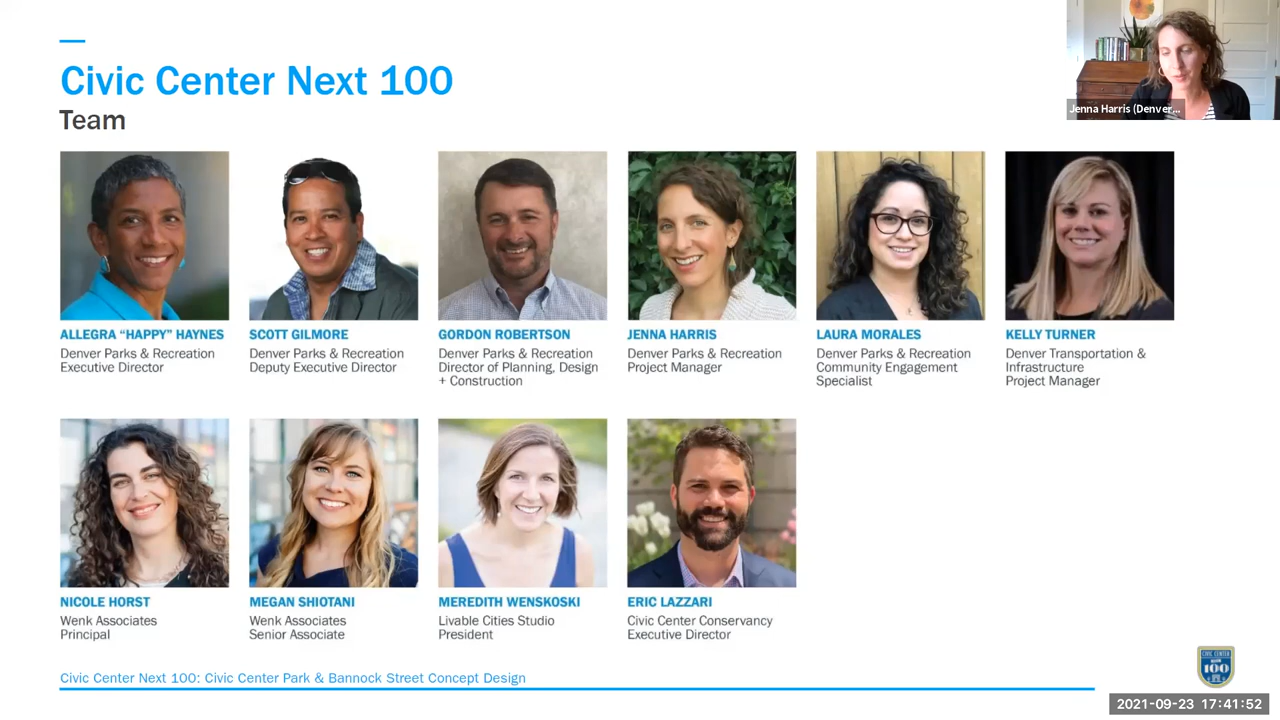 Civic Center Next 100
Team
Jenna Harris (Denver...
ALLEGRA “HAPPY” HAYNES
Denver Parks & Recreation
Executive Director
SCOTT GILMORE
Denver Parks & Recreation
Deputy Executive Director
GORDON ROBERTSON
Denver Parks & Recreation
Director of Planning, Design
+ Construction
JENNA HARRIS
Denver Parks & Recreation
Project Manager
LAURA MORALES
Denver Parks & Recreation
Community Engagement
Specialist
KELLY TURNER
Denver Transportation &
Infrastructure
Project Manager
NICOLE HORST
Wenk Associates
Principal
MEGAN SHIOTANI
Wenk Associates
Senior Associate
MEREDITH WENSKOSKI
Livable Cities Studio
President
ERIC LAZZARI
Civic Center Conservancy
Executive Director
Civic Center Next 100: Civic Center Park & Bannock Street Concept Design
CIVIC CENTER
100
2021-09-23 17:41:52